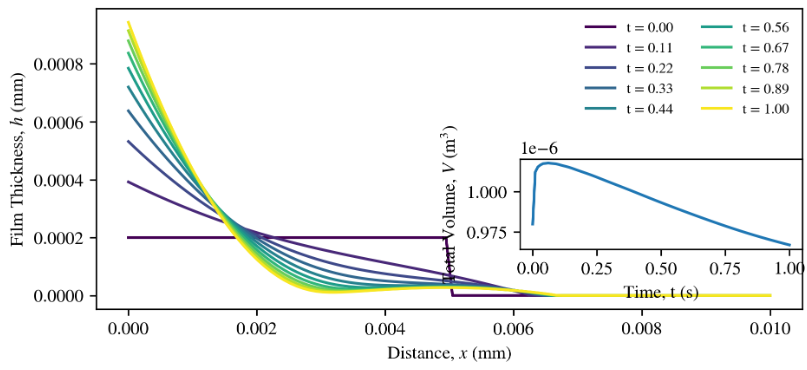 Film Thickness, h (mm)
0.0008
0.0006
0.0004
0.0002
0.0000
0.000
0.002
0.004
0.006
0.008
0.010
Distance, x (mm)
t = 0.00
t = 0.11
t = 0.22
t = 0.33
t = 0.44
t = 0.56
t = 0.67
t = 0.78
t = 0.89
t = 1.00
Total Volume, V (m³)
1e−6
1.000
0.975
0.00
0.25
0.50
0.75
1.00
Time, t (s)